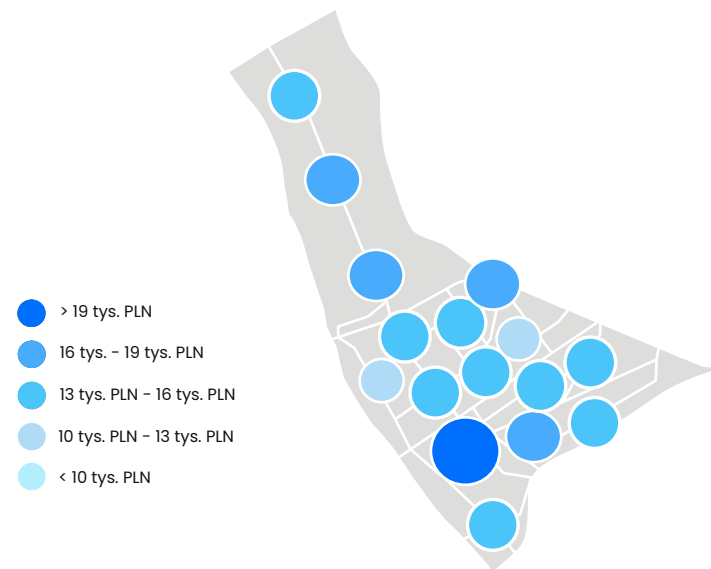 > 19 tys. PLN
16 tys. - 19 tys. PLN
13 tys. PLN - 16 tys. PLN
10 tys. PLN - 13 tys. PLN
< 10 tys. PLN